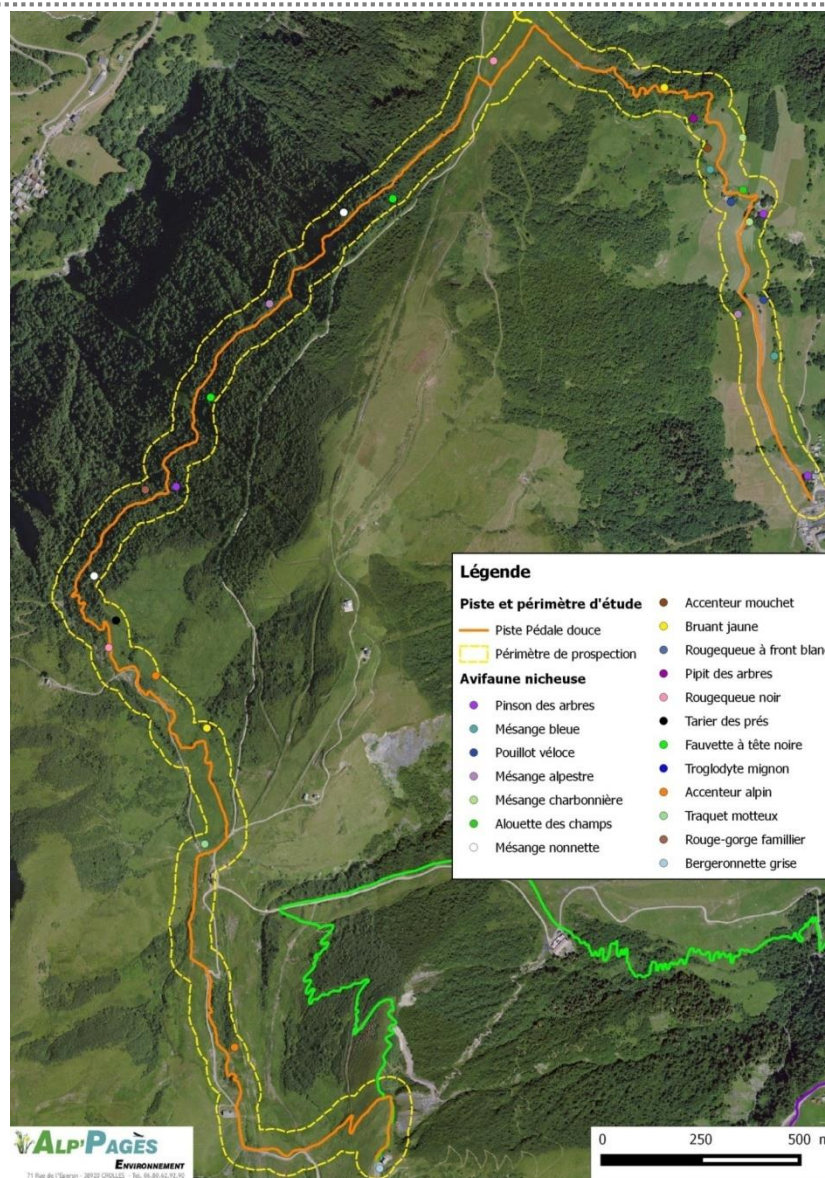 Légende
Piste et périmètre d'étude
Piste Pédale douce
Périmètre de prospection
Avifaune nicheuse
Pinson des arbres
Mésange bleue
Pouillot véloce
Mésange alpestre
Mésange charbonnière
Alouette des champs
Mésange nonnette
Accenteur mouchet
Bruant jaune
Rougequeue à front blanc
Pipit des arbres
Rougequeue noir
Tarier des prés
Fauvette à tête noire
Troglodyte mignon
Accenteur alpin
Traquet motteux
Rouge-gorge famillier
Bergeronnette grise
0 250 500 m
ALP'PAGÈS
ENVIRONNEMENT